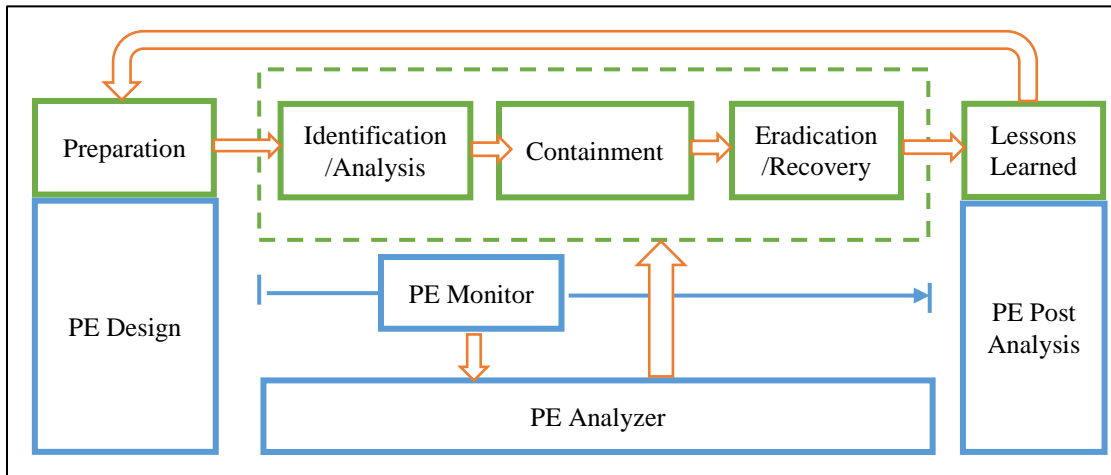 Preparation
Identification
/Analysis
Containment
Eradication
/Recovery
Lessons
Learned
PE Design
PE Monitor
PE Post
Analysis
PE Analyzer